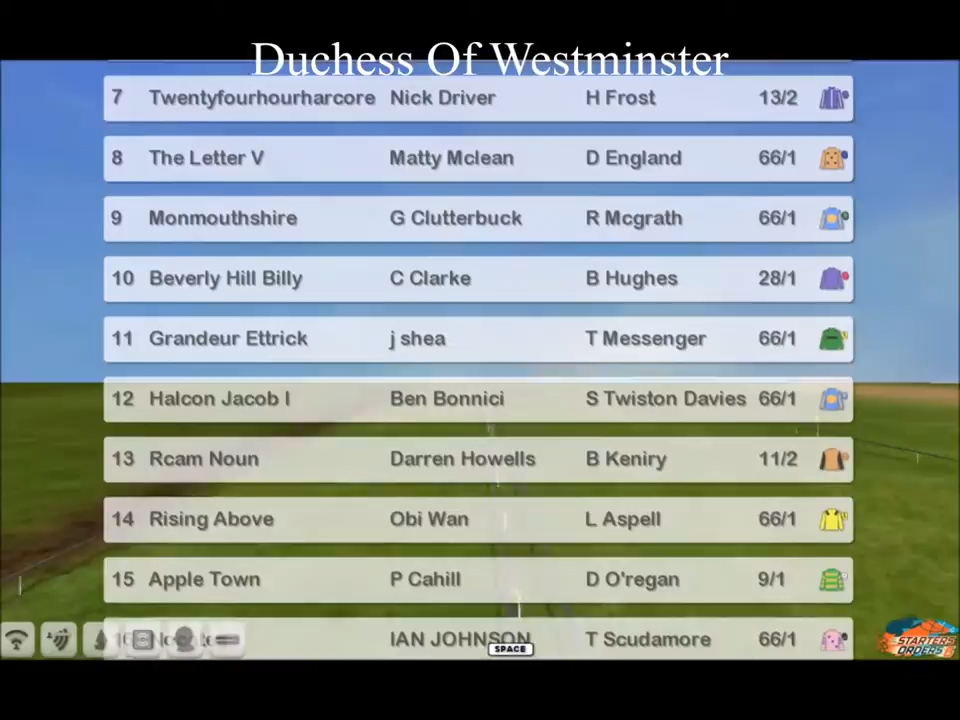 Duchess Of Westminster
7 Twentyfourhourharcore Nick Driver H Frost 13/2
8 The Letter V Matty Mclean D England 66/1
9 Monmouthshire G Clutterbuck R Mcgrath 66/1
10 Beverly Hill Billy C Clarke B Hughes 28/1
11 Grandeur Ettrick j shea T Messenger 66/1
12 Halcon Jacob I Ben Bonnici S Twiston Davies 66/1
13 Rcam Noun Darren Howells B Keniry 11/2
14 Rising Above Obi Wan L Aspell 66/1
15 Apple Town P Cahill D O'regan 9/1
16 IAN JOHNSON T Scudamore 66/1
SPACE
STARTERS
ORDERS 6